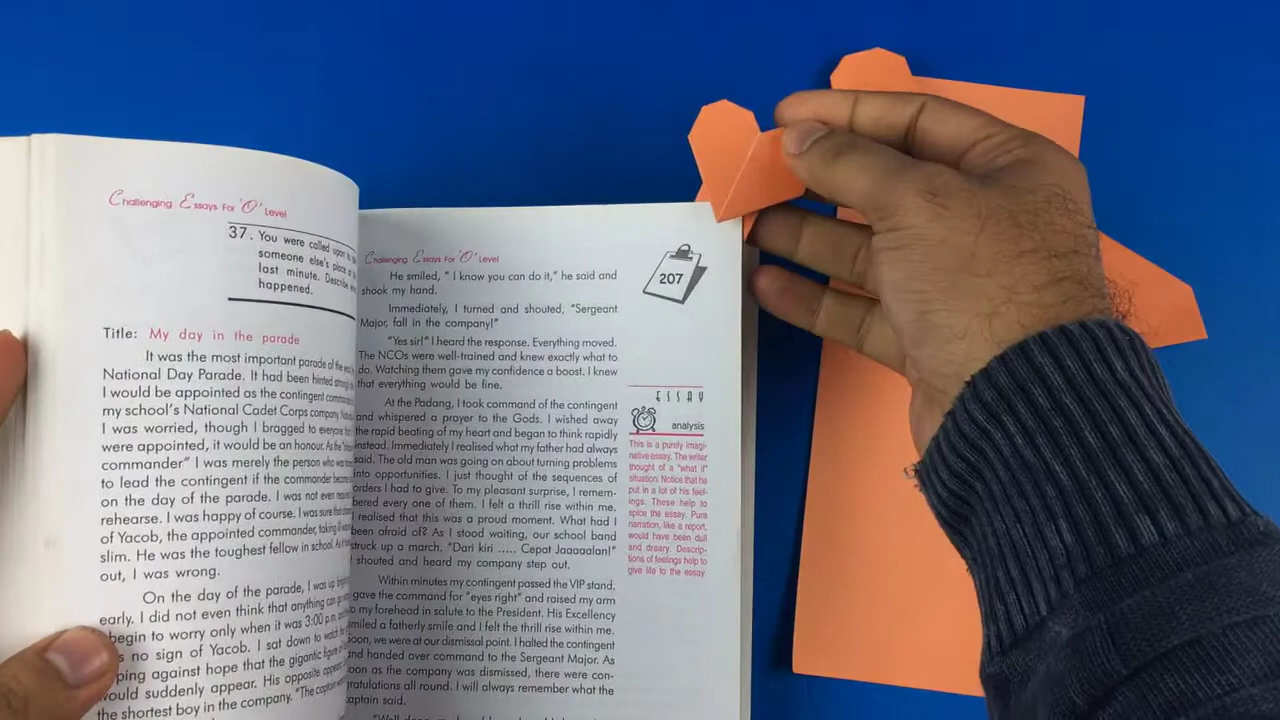 Challenging Essays For 'O' Level
37. You were called upon
someone else's place
last minute. Describe
happened.
Title: My day in the parade
It was the most important parade of the
National Day Parade. It had been hinted
I would be appointed as the contingent
my school's National Cadet Corps company.
I was worried, though I bragged to everyone
were appointed, it would be an honour. As the
commander" I was merely the person who was
to lead the contingent if the commander
on the day of the parade. I was not even
rehearse. I was happy of course. I was sure that
of Yacob, the appointed commander,
slim. He was the toughest fellow in school. As it
out, I was wrong.
On the day of the parade, I was up
early. I did not even think that anything can
begin to worry only when it was 3:00 p.m.
s no sign of Yacob. I sat down to
ping against hope that the gigantic figure
would suddenly appear. His opposite
the shortest boy in the company. "The
Challenging Essays For 'O' Level
207
He smiled, " I know you can do it," he said and
shook my hand.
Immediately, I turned and shouted, "Sergeant
Major, fall in the company!"
"Yes sir!" I heard the response. Everything moved.
The NCOs were well-trained and knew exactly what to
do. Watching them gave my confidence a boost. I knew
that everything would be fine.
At the Padang, I took command of the contingent
and whispered a prayer to the Gods. I wished away
the rapid beating of my heart and began to think rapidly
instead. Immediately I realised what my father had always
said. The old man was going on about turning problems
into opportunities. I just thought of the sequences of
orders I had to give. To my pleasant surprise, I remem-
bered every one of them. I felt a thrill rise within me.
I realised that this was a proud moment. What had I
been afraid of? As I stood waiting, our school band
struck up a march. "Dari kiri ..... Cepat Jaaaaalan!"
I shouted and heard my company step out.
Within minutes my contingent passed the VIP stand.
gave the command for "eyes right" and raised my arm
o my forehead in salute to the President. His Excellency
miled a fatherly smile and I felt the thrill rise within me.
Soon, we were at our dismissal point. I halted the contingent
and handed over command to the Sergeant Major. As
oon as the company was dismissed, there were con-
gratulations all round. I will always remember what the
captain said.
ESSAY
analysis
This is a purely imagi-
native essay. The writer
thought of a "what if"
situation. Notice that he
put in a lot of his feel-
ings. These help to
spice the essay. Pure
narration, like a report,
would have been dull
and dreary. Descrip-
tions of feelings help to
give life to the essay.